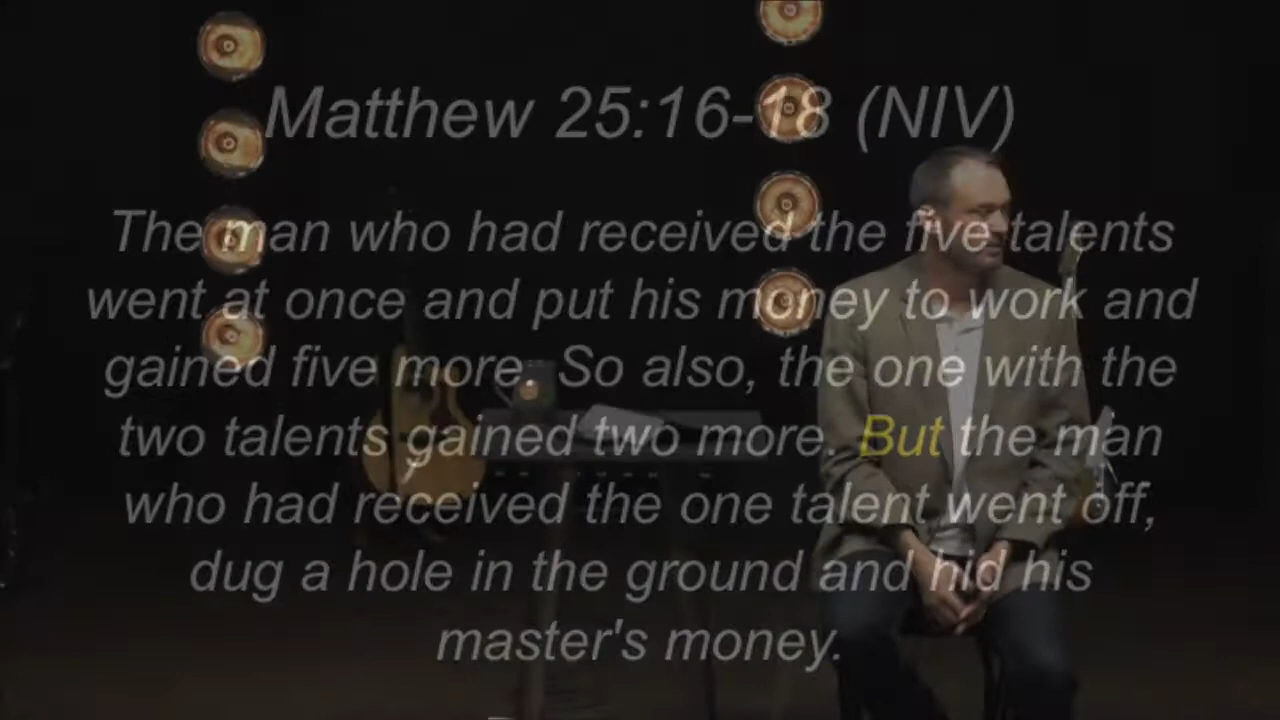 Matthew 25:16-18 (NIV)
The man who had received the five talents
went at once and put his money to work and
gained five more. So also, the one with the
two talents gained two more. But the man
who had received the one talent went off,
dug a hole in the ground and hid his
master's money.